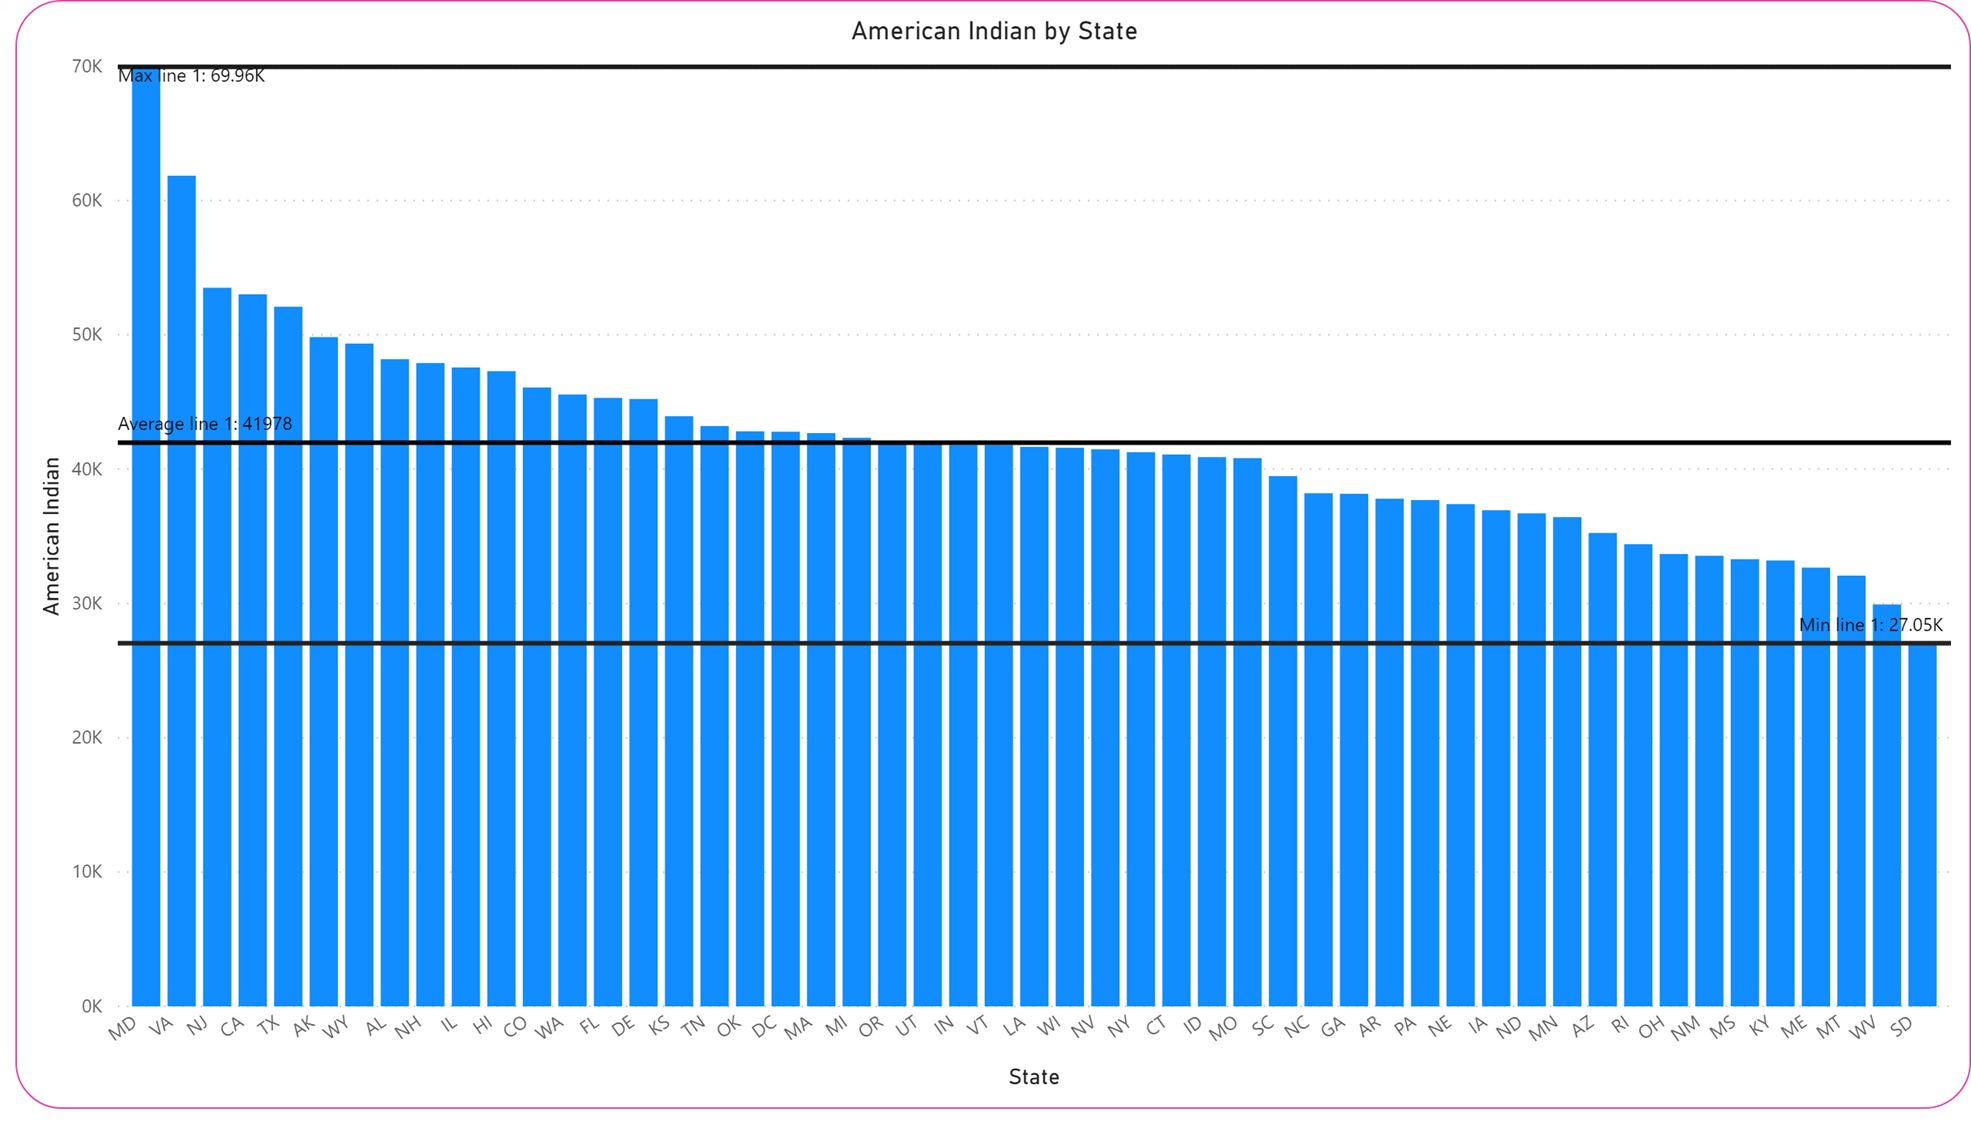 American Indian by State
70K
Max line 1: 69.96K
60K
50K
Average line 1: 41978
40K
American Indian
30K
Min line 1: 27.05K
20K
10K
0K
MD VA NJ CA TX AK WY AL NH IL HI CO WA FL DE KS TN OK DC MA MI OR UT IN VT LA WI NV NY CT ID MO SC NC GA AR PA NE IA ND MN AZ RI OH NM MS KY ME MT WV SD
State